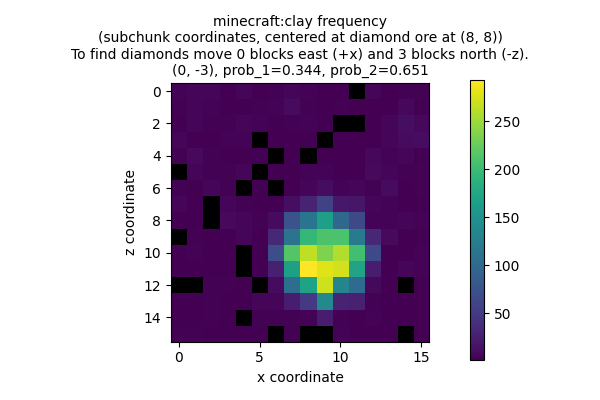 minecraft:clay frequency
(subchunk coordinates, centered at diamond ore at (8, 8))
To find diamonds move 0 blocks east (+x) and 3 blocks north (-z).
(0, -3), prob_1=0.344, prob_2=0.651
0
2
4
6
8
10
12
14
z coordinate
0
5
10
15
x coordinate
250
200
150
100
50